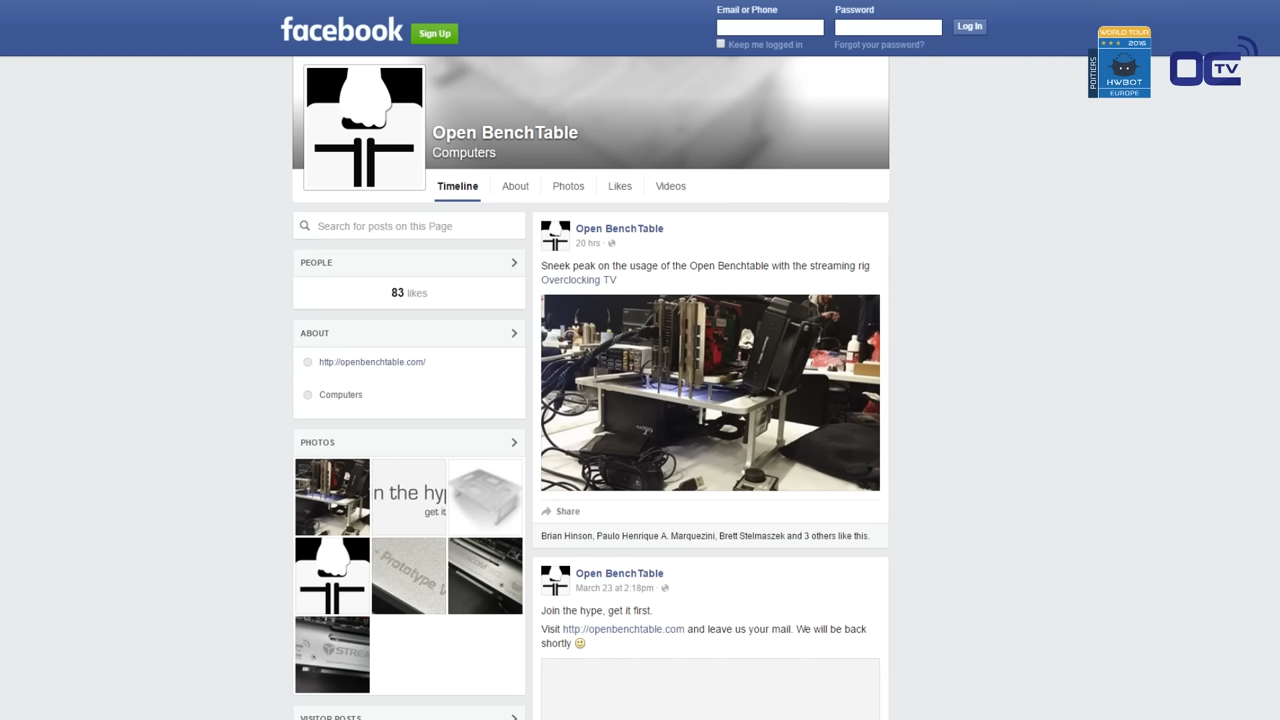 Email or Phone
Password
facebook
Sign Up
Log In
Keep me logged in
Forgot your password?
WORLD TOUR
2016
POITIERS
HWBOT
EUROPE
OCTV
Open BenchTable
Computers
Timeline
About
Photos
Likes
Videos
Search for posts on this Page
PEOPLE
83 likes
ABOUT
http://openbenchtable.com/
Computers
PHOTOS
n the hyp
get it
Prototype V
STREA
VISITOR POSTS
Open BenchTable
20 hrs ·
Sneek peak on the usage of the Open Benchtable with the streaming rig
Overclocking TV
Share
Brian Hinson, Paulo Henrique A. Marquezini, Brett Stelmaszek and 3 others like this.
Open BenchTable
March 23 at 2:18pm ·
Join the hype, get it first.
Visit http://openbenchtable.com and leave us your mail. We will be back
shortly